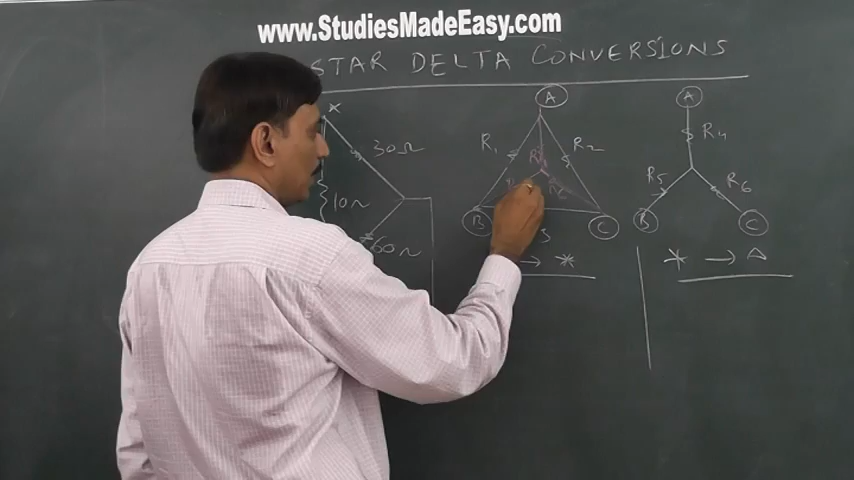 www.StudiesMadeEasy.com
STAR DELTA CONVERSIONS
A
A
R1
R2
R4
30Ω
R5
R6
10Ω
B
C
B
C
60Ω
→ *
* → Δ